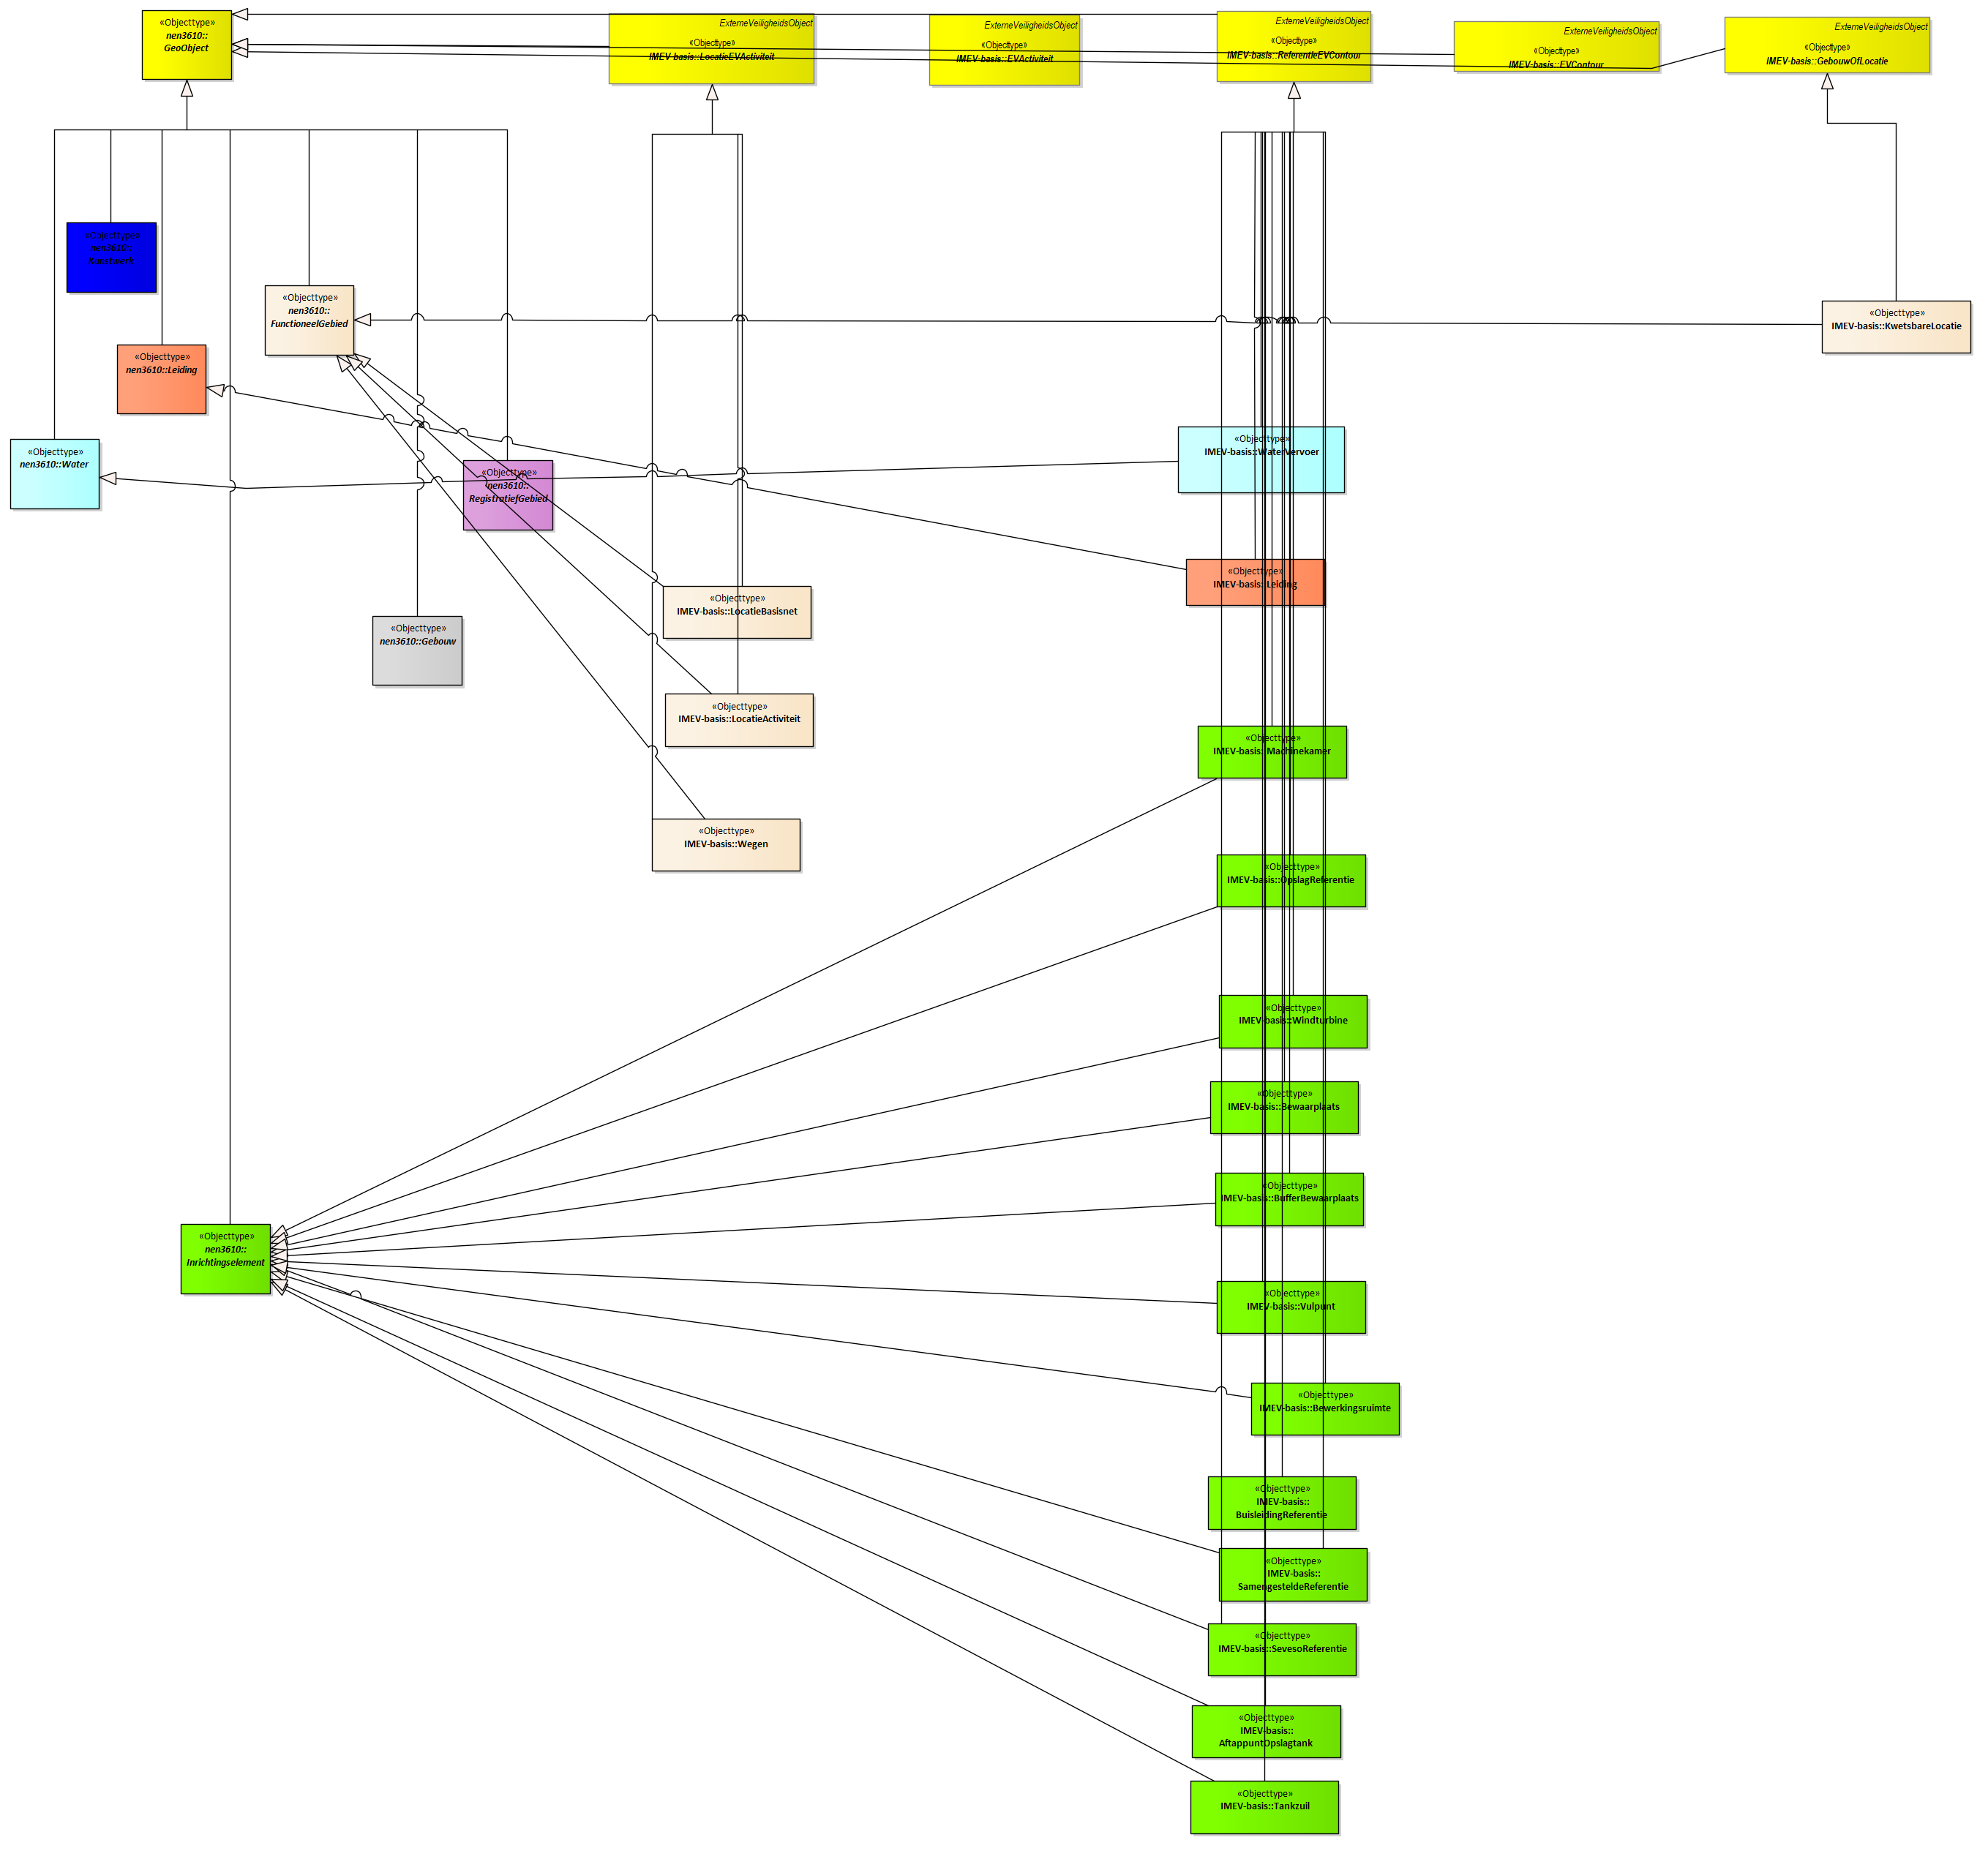 «Objecttype»
nen3610::
GeoObject
ExterneVeiligheidsObject
«Objecttype»
IMEV-basis::LocatieEVActiviteit
ExterneVeiligheidsObject
«Objecttype»
IMEV-basis::EVActiviteit
ExterneVeiligheidsObject
«Objecttype»
IMEV-basis::ReferentieEVContour
ExterneVeiligheidsObject
«Objecttype»
IMEV-basis::EVContour
ExterneVeiligheidsObject
«Objecttype»
IMEV-basis::GebouwOfLocatie
«Objecttype»
nen3610::
Kunstwerk
«Objecttype»
nen3610::
FunctioneelGebied
«Objecttype»
IMEV-basis::KwetsbareLocatie
«Objecttype»
nen3610::Leiding
«Objecttype»
nen3610::Water
«Objecttype»
nen3610::
RegistratiefGebied
«Objecttype»
IMEV-basis::WaterVervoer
«Objecttype»
IMEV-basis::Leiding
«Objecttype»
IMEV-basis::LocatieBasisnet
«Objecttype»
nen3610::Gebouw
«Objecttype»
IMEV-basis::LocatieActiviteit
«Objecttype»
IMEV-basis::Machinekamer
«Objecttype»
IMEV-basis::Wegen
«Objecttype»
IMEV-basis::OpslagReferentie
«Objecttype»
IMEV-basis::Windturbine
«Objecttype»
IMEV-basis::Bewaarplaats
«Objecttype»
IMEV-basis::BufferBewaarplaats
«Objecttype»
nen3610::
Inrichtingselement
«Objecttype»
IMEV-basis::Vulpunt
«Objecttype»
IMEV-basis::Bewerkingsruimte
«Objecttype»
IMEV-basis::
BuisleidingReferentie
«Objecttype»
IMEV-basis::
SamengesteldeReferentie
«Objecttype»
IMEV-basis::SevesoReferentie
«Objecttype»
IMEV-basis::
AftappuntOpslagtank
«Objecttype»
IMEV-basis::Tankzuil